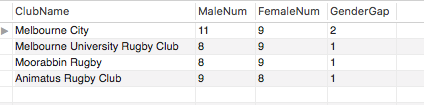 ClubName MaleNum FemaleNum GenderGap
Melbourne City 11 9 2
Melbourne University Rugby Club 8 9 1
Moorabbin Rugby 8 9 1
Animatus Rugby Club 9 8 1